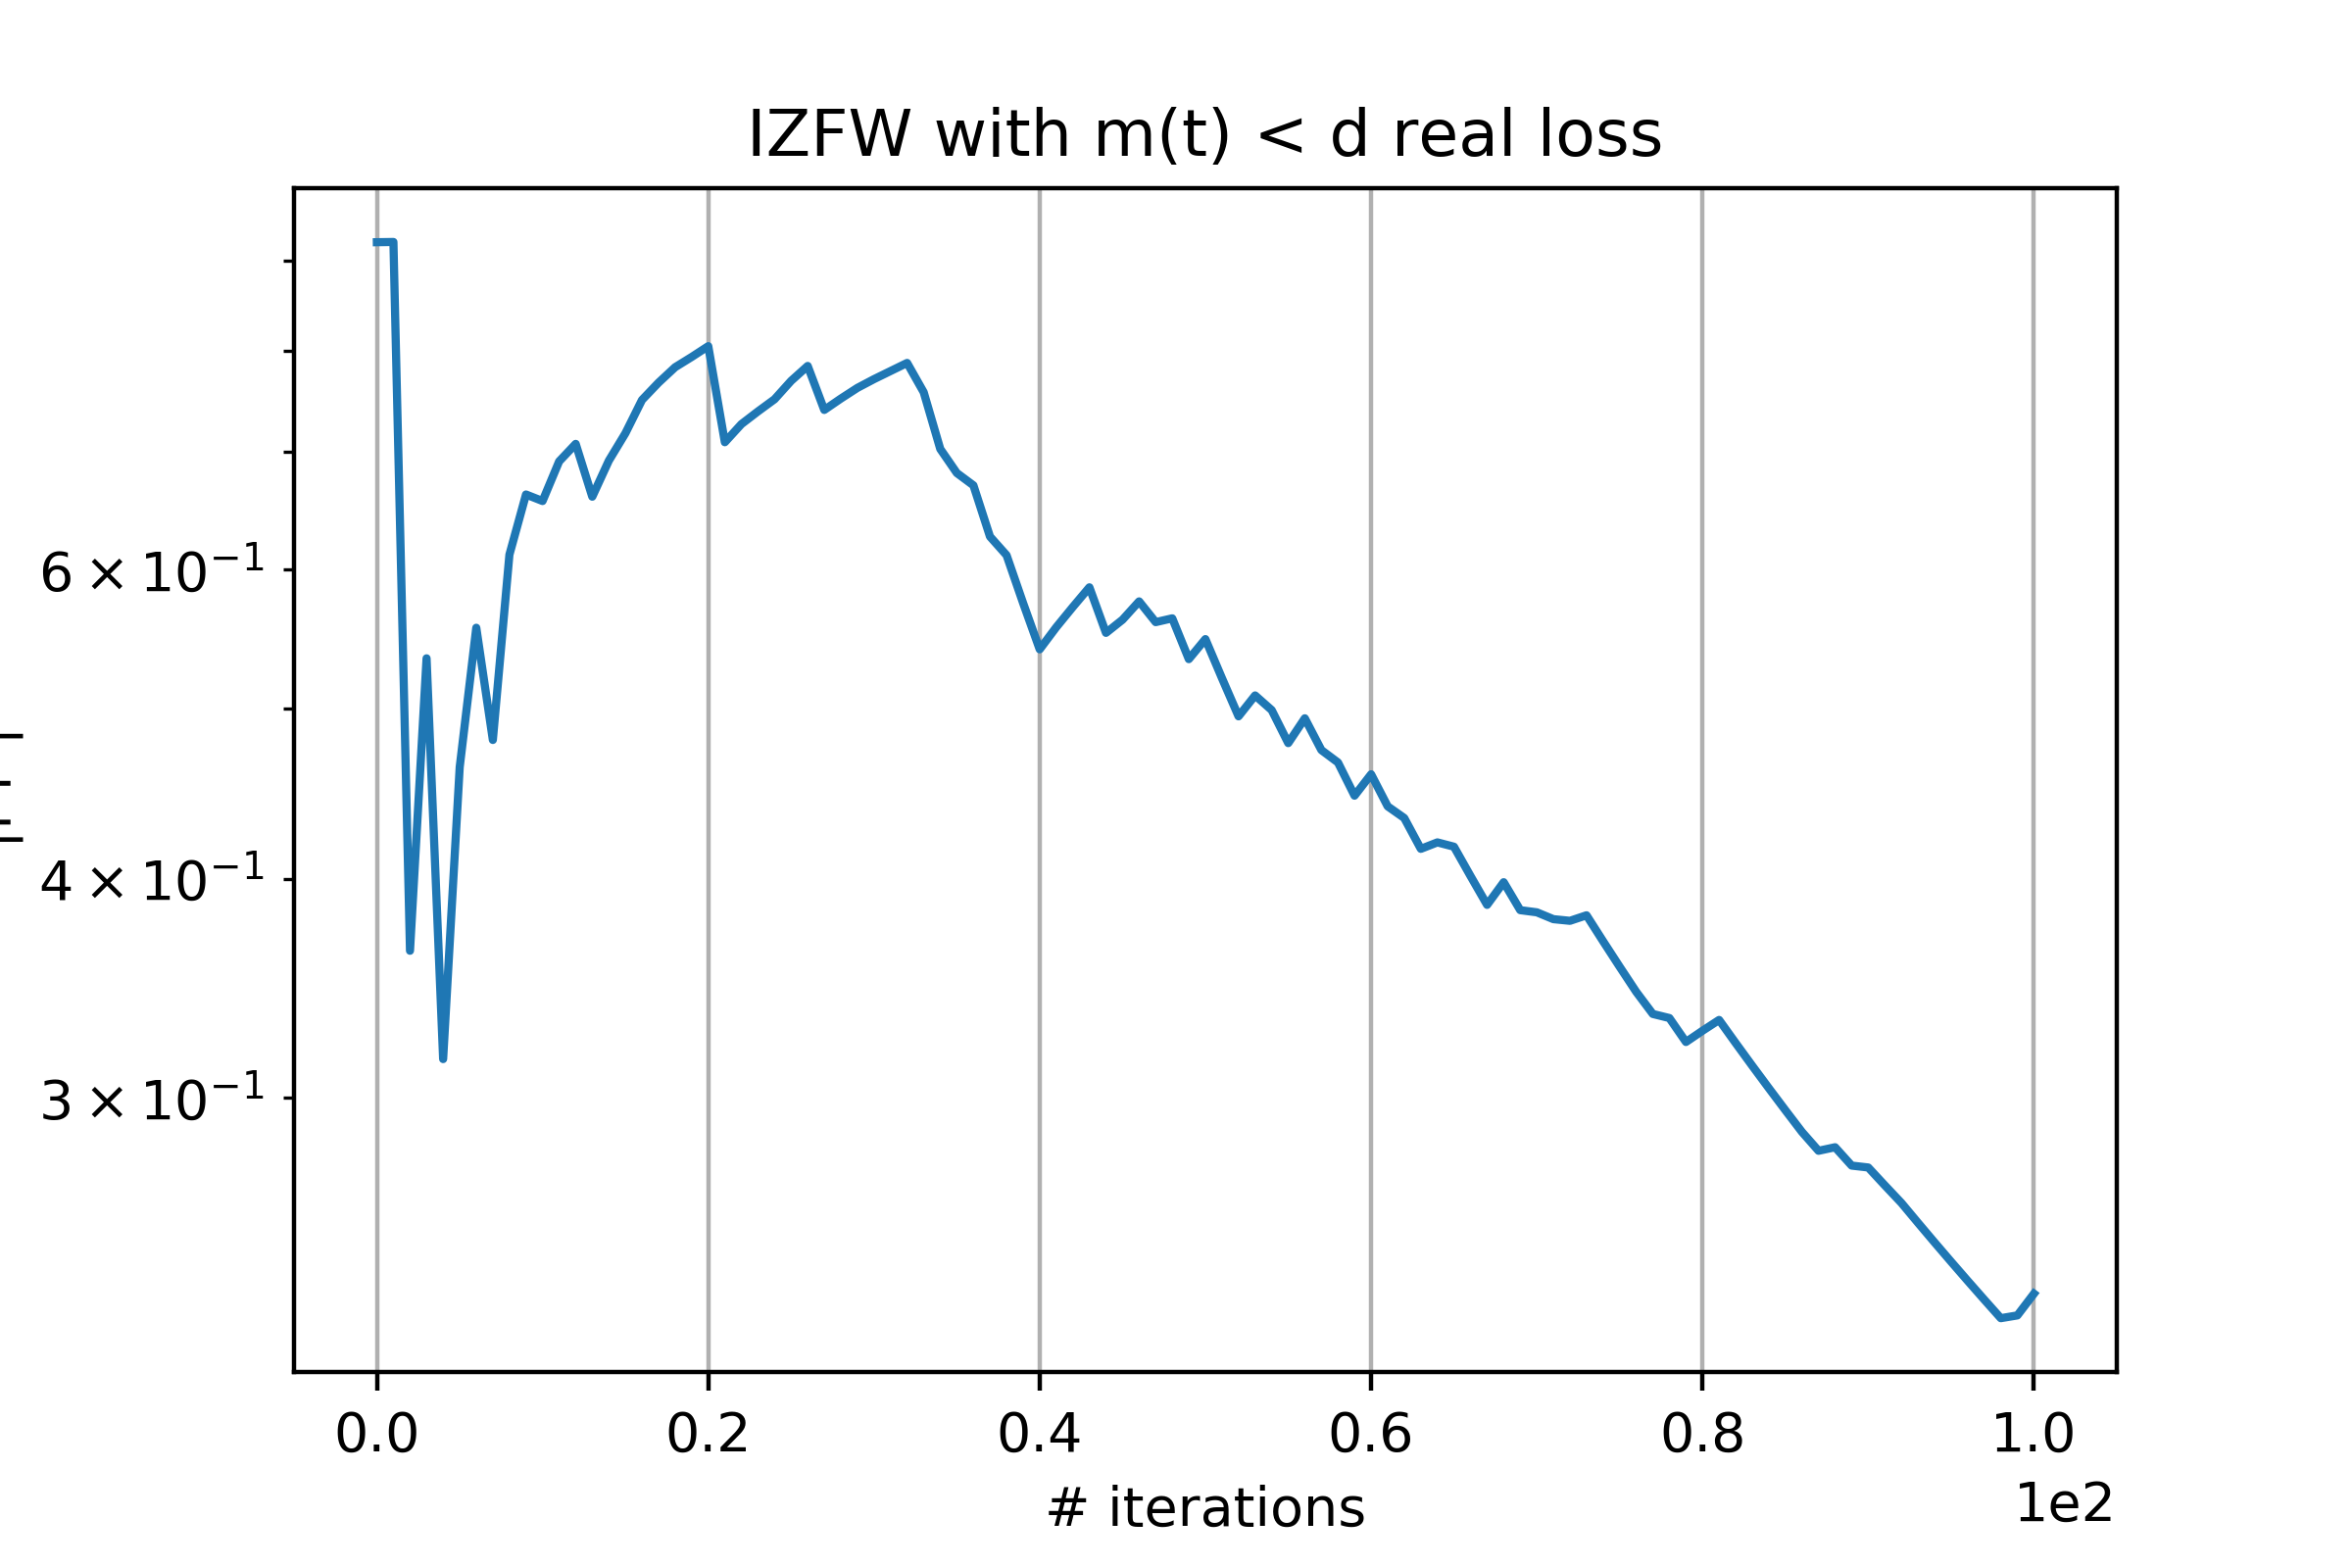 IZFW with m(t) < d real loss
6 × 10⁻¹
4 × 10⁻¹
3 × 10⁻¹
0.0 0.2 0.4 0.6 0.8 1.0
# iterations
1e2